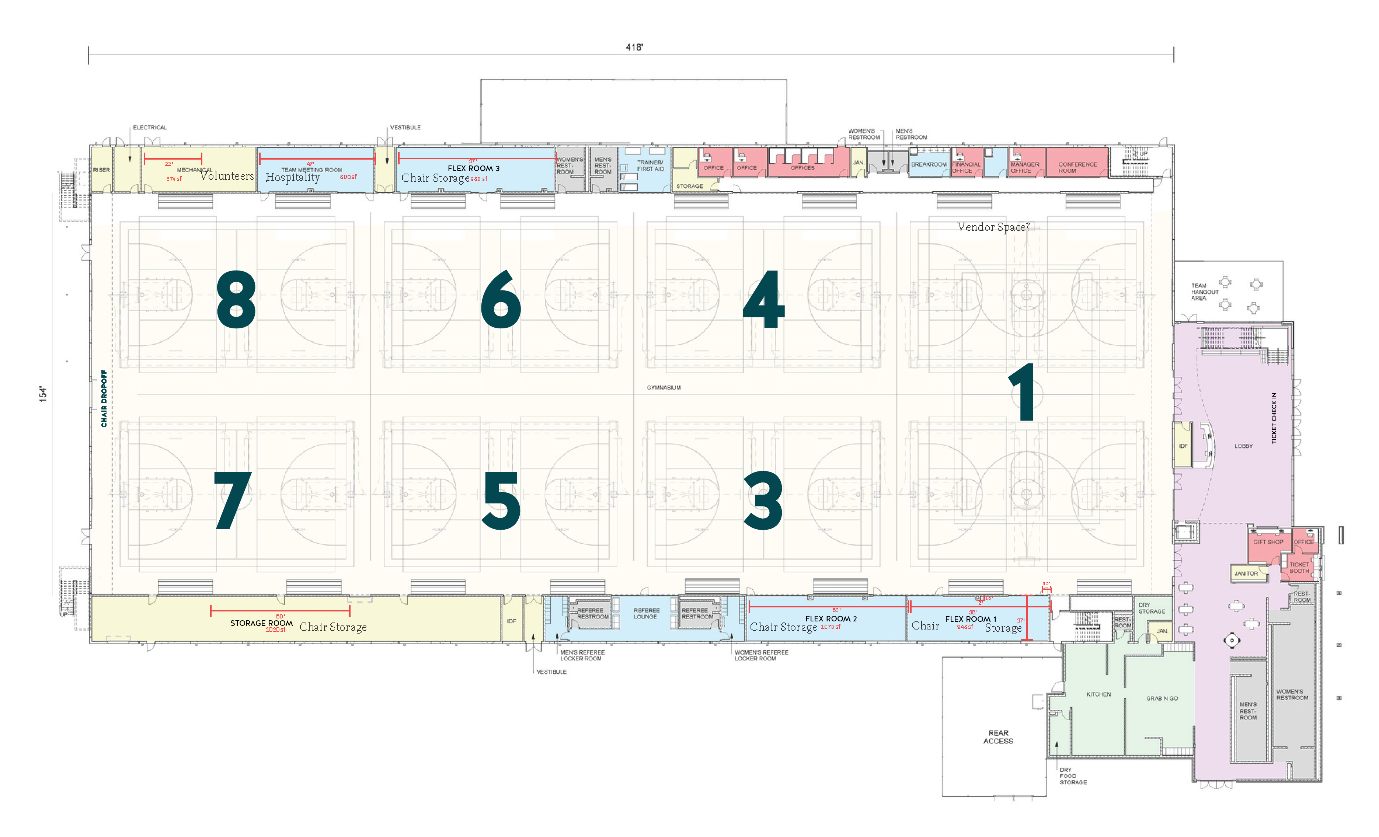 418'
ELECTRICAL
VESTIBULE
WOMEN'S
RESTROOM
MEN'S
RESTROOM
RISER
22'
MECHANICAL
Volunteers
TEAM MEETING ROOM
Hospitality
FLEX ROOM 3
Chair Storage
WOMEN'S
REST-
ROOM
MEN'S
REST-
ROOM
TRAINER/
FIRST AID
STORAGE
OFFICE
OFFICE
OFFICES
JAN.
BREAKROOM
FINANCIAL
OFFICE
MANAGER
OFFICE
CONFERENCE
ROOM
UP
Vendor Space?
8
6
4
1
TEAM
HANGOUT
AREA
154'
CHAIR DROPOFF
GYMNASIUM
TICKET CHECK IN
LOBBY
IDF
7
5
3
GIFT SHOP
OFFICE
TICKET
BOOTH
JANITOR
REST-
ROOM
STORAGE ROOM
Chair Storage
IDF
REFEREE
RESTROOM
REFEREE
LOUNGE
REFEREE
RESTROOM
FLEX ROOM 2
Chair Storage
FLEX ROOM 1
Chair
Storage
DRY
STORAGE
REST-
ROOM
JAN.
MEN'S REFEREE
LOCKER ROOM
WOMEN'S REFEREE
LOCKER ROOM
VESTIBULE
KITCHEN
GRAB N GO
MEN'S
REST-
ROOM
WOMEN'S
RESTROOM
REAR
ACCESS
DRY
FOOD
STORAGE